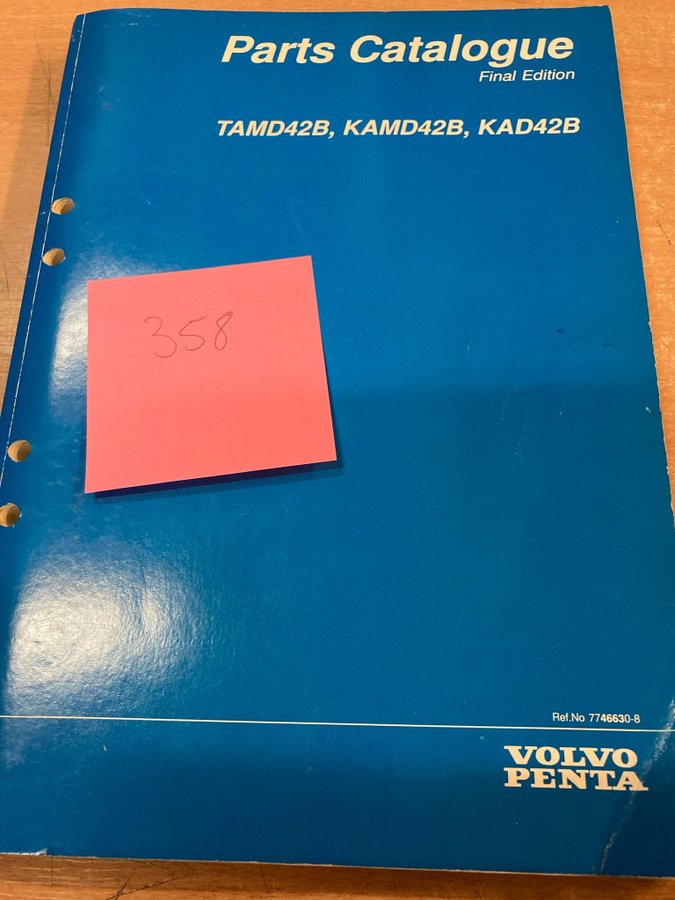 Parts Catalogue
Final Edition
TAMD42B, KAMD42B, KAD42B
358
Ref.No 7746630-8
VOLVO
PENTA